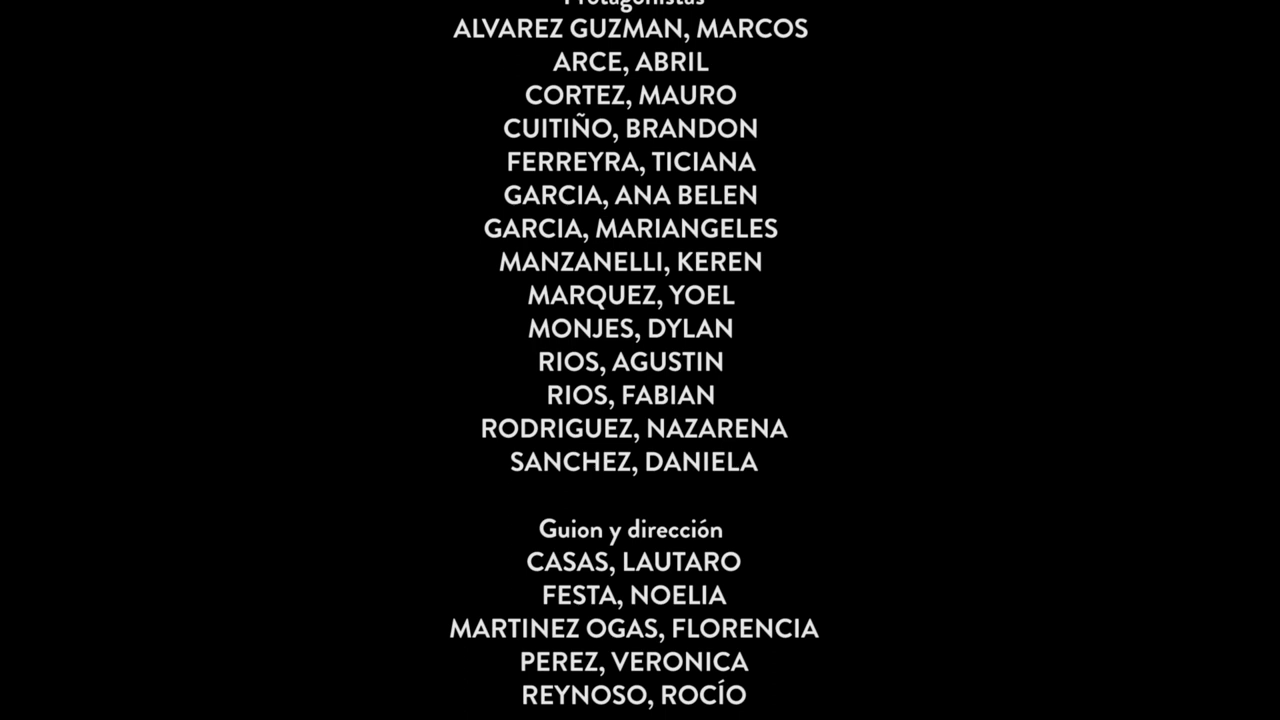 Protagonistas
ALVAREZ GUZMAN, MARCOS
ARCE, ABRIL
CORTEZ, MAURO
CUITIÑO, BRANDON
FERREYRA, TICIANA
GARCIA, ANA BELEN
GARCIA, MARIANGELES
MANZANELLI, KEREN
MARQUEZ, YOEL
MONJES, DYLAN
RIOS, AGUSTIN
RIOS, FABIAN
RODRIGUEZ, NAZARENA
SANCHEZ, DANIELA
Guion y dirección
CASAS, LAUTARO
FESTA, NOELIA
MARTINEZ OGAS, FLORENCIA
PEREZ, VERONICA
REYNOSO, ROCÍO